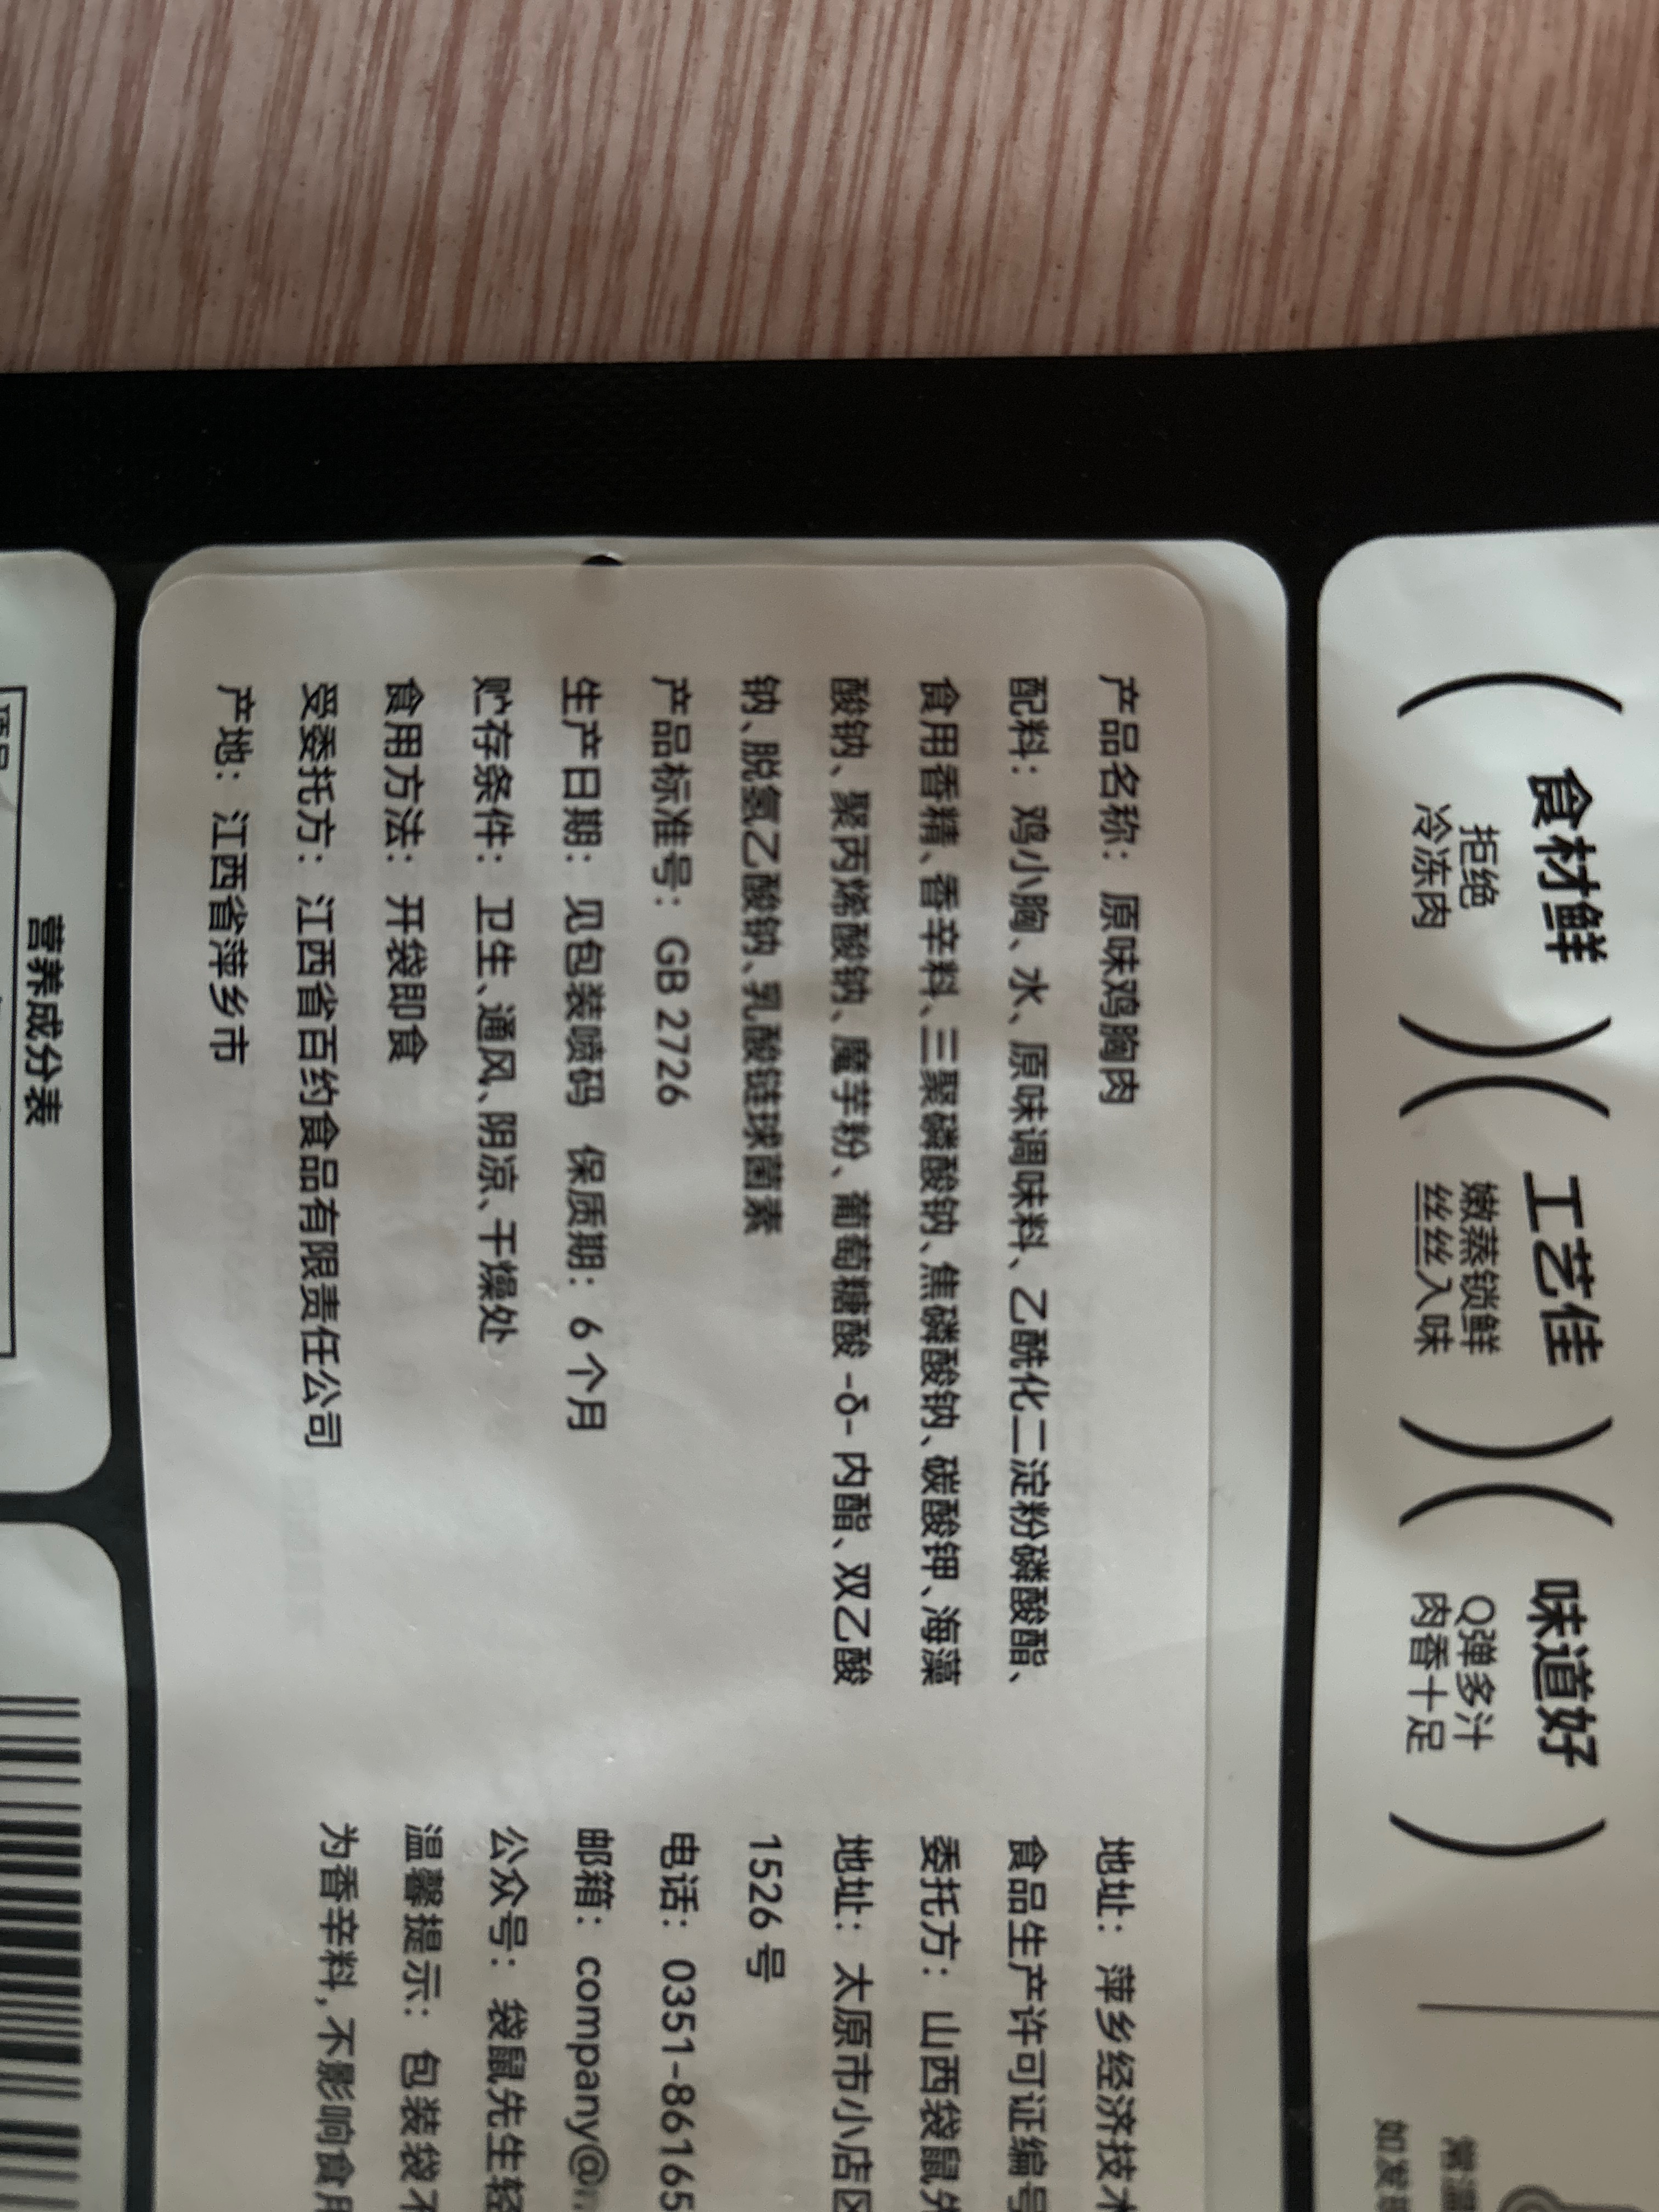 食材鲜
拒绝
冷冻肉
工艺佳
嫩蒸锁鲜
丝丝入味
味道好
Q弹多汁
肉香十足
常温
如发
产品名称：原味鸡胸肉
配料：鸡小胸、水、原味调味料、乙酰化二淀粉磷酸酯、
食用香精、香辛料、三聚磷酸钠、焦磷酸钠、碳酸钾、海藻
酸钠、聚丙烯酸钠、魔芋粉、葡萄糖酸-δ-内酯、双乙酸
钠、脱氢乙酸钠、乳酸链球菌素
产品标准号：GB 2726
生产日期：见包装喷码 保质期：6个月
贮存条件：卫生、通风、阴凉、干燥处
食用方法：开袋即食
受委托方：江西省百约食品有限责任公司
产地：江西省萍乡市
地址：萍乡经济技术
食品生产许可证编号
委托方：山西袋鼠先
地址：太原市小店区
1526号
电话：0351-86165
邮箱：company@
公众号：袋鼠先生轻
温馨提示：包装袋不
为香辛料，不影响食用
营养成分表
项目